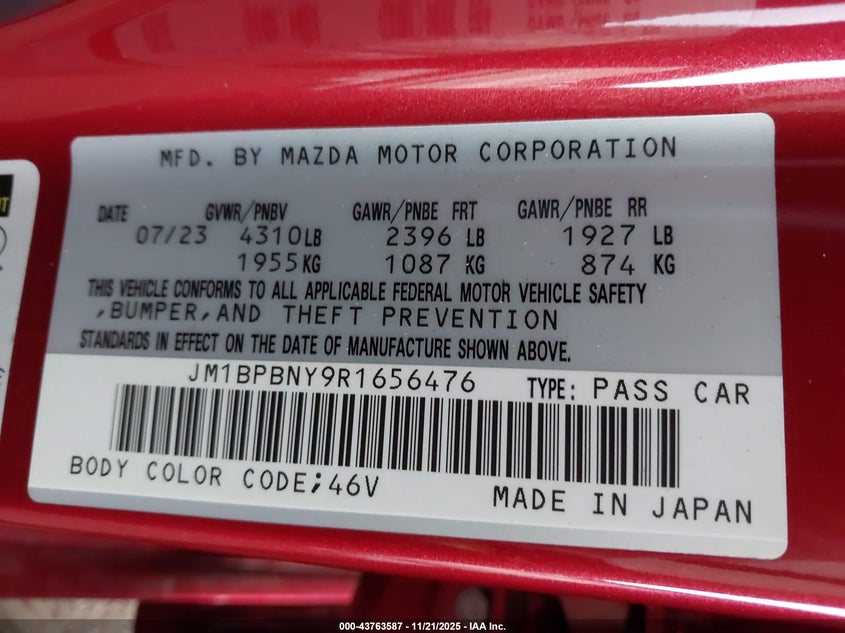 MFD. BY MAZDA MOTOR CORPORATION
DATE GVWR/PNBV GAWR/PNBE FRT GAWR/PNBE RR
07/23 4310LB 2396 LB 1927 LB
1955KG 1087 KG 874 KG
THIS VEHICLE CONFORMS TO ALL APPLICABLE FEDERAL MOTOR VEHICLE SAFETY
,BUMPER,AND THEFT PREVENTION
STANDARDS IN EFFECT ON THE DATE OF MANUFACTURE SHOWN ABOVE.
JM1BPBNY9R1656476 TYPE: PASS CAR
BODY COLOR CODE;46V
MADE IN JAPAN
000-43763587 - 11/21/2025 - IAA Inc.